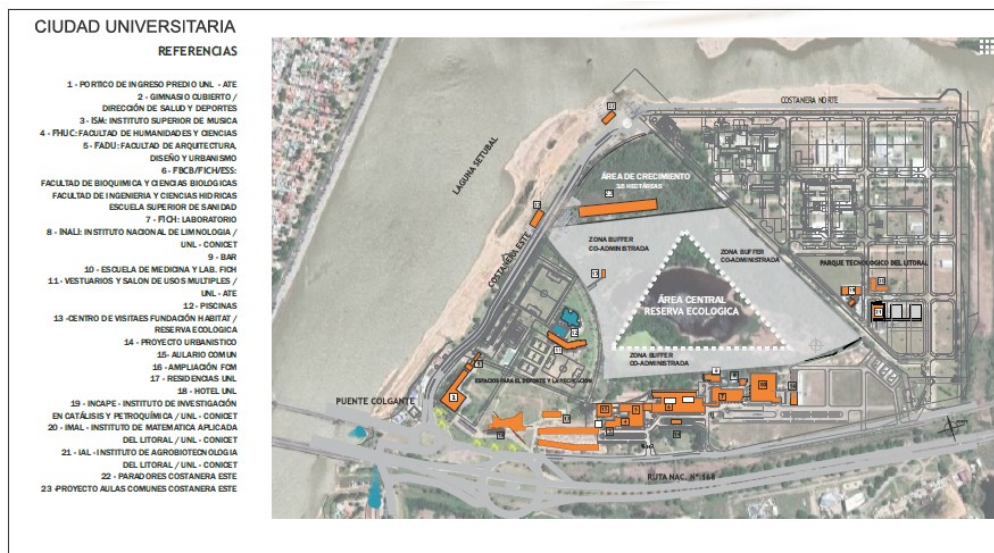 CIUDAD UNIVERSITARIA
REFERENCIAS
1 - PORTICO DE INGRESO PREDIO UNL - ATE
2 - GIMNASIO CUBIERTO /
DIRECCIÓN DE SALUD Y DEPORTES
3 - ISM: INSTITUTO SUPERIOR DE MUSICA
4 - FHUC: FACULTAD DE HUMANIDADES Y CIENCIAS
5 - FADU: FACULTAD DE ARQUITECTURA,
DISEÑO Y URBANISMO
6 - FBCB/FICH/ESS:
FACULTAD DE BIOQUIMICA Y CIENCIAS BIOLOGICAS
FACULTAD DE INGENIERIA Y CIENCIAS HIDRICAS
ESCUELA SUPERIOR DE SANIDAD
7 - FICH: LABORATORIO
8 - INALI: INSTITUTO NACIONAL DE LIMNOLOGIA /
UNL - CONICET
9 - BAR
10 - ESCUELA DE MEDICINA Y LAB. FICH
11 - VESTUARIOS Y SALON DE USOS MULTIPLES /
UNL - ATE
12 - PISCINAS
13 -CENTRO DE VISITAES FUNDACIÓN HABITAT /
RESERVA ECOLOGICA
14 - PROYECTO URBANISTICO
15- AULARIO COMUN
16 - AMPLIACIÓN FCM
17 - RESIDENCIAS UNL
18 - HOTEL UNL
19 - INCAPE - INSTITUTO DE INVESTIGACIÓN
EN CATÁLISIS Y PETROQUÍMICA / UNL - CONICET
20 - IMAL - INSTITUTO DE MATEMATICA APLICADA
DEL LITORAL / UNL - CONICET
21 - IAL - INSTITUTO DE AGROBIOTECNOLOGIA
DEL LITORAL / UNL - CONICET
22 - PARADORES COSTANERA ESTE
23 -PROYECTO AULAS COMUNES COSTANERA ESTE
COSTANERA NORTE
LAGUNA SETUBAL
ÁREA DE CRECIMIENTO
COSTANERA ESTE
ZONA BUFFER
CO-ADMINISTRADA
ZONA BUFFER
CO-ADMINISTRADA
PARQUE TECNOLOGICO DEL LITORAL
ÁREA CENTRAL
RESERVA ECOLOGICA
ZONA BUFFER
CO-ADMINISTRADA
ESPACIOS PARA EL DEPORTE Y LA RECREACION
PUENTE COLGANTE
RUTA NAC. Nº 168